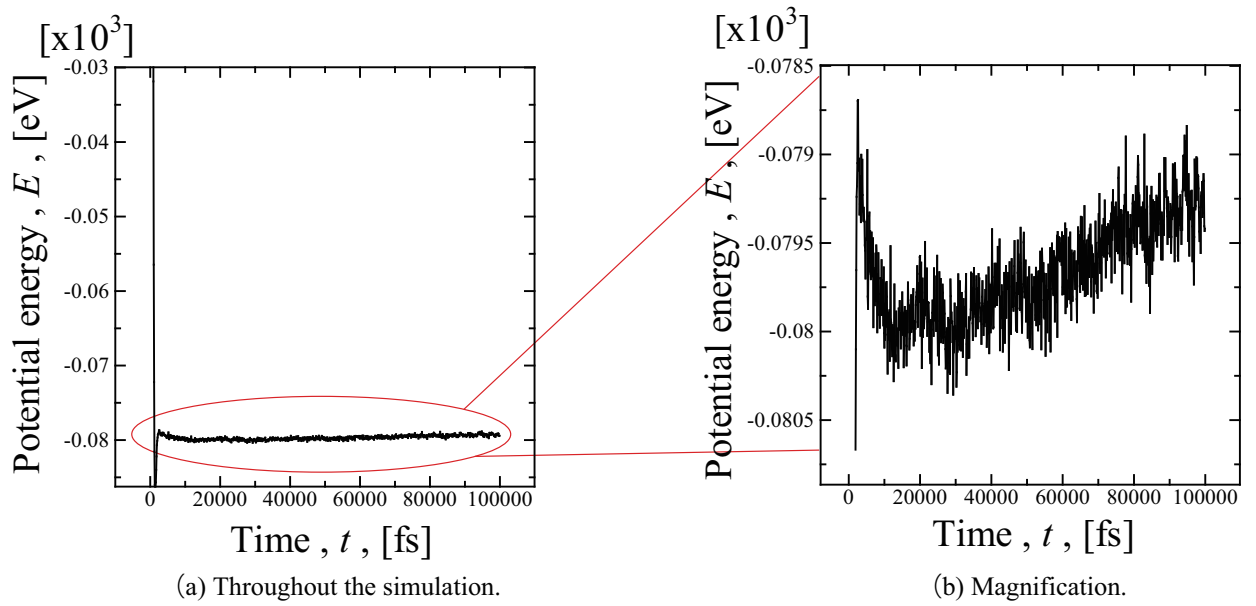 [x10³]
-0.03
-0.04
-0.05
-0.06
-0.07
-0.08
Potential energy , E , [eV]
0 20000 40000 60000 80000 100000
Time , t , [fs]
(a) Throughout the simulation.
[x10³]
-0.0785
-0.079
-0.0795
-0.08
-0.0805
Potential energy , E , [eV]
0 20000 40000 60000 80000 100000
Time , t , [fs]
(b) Magnification.